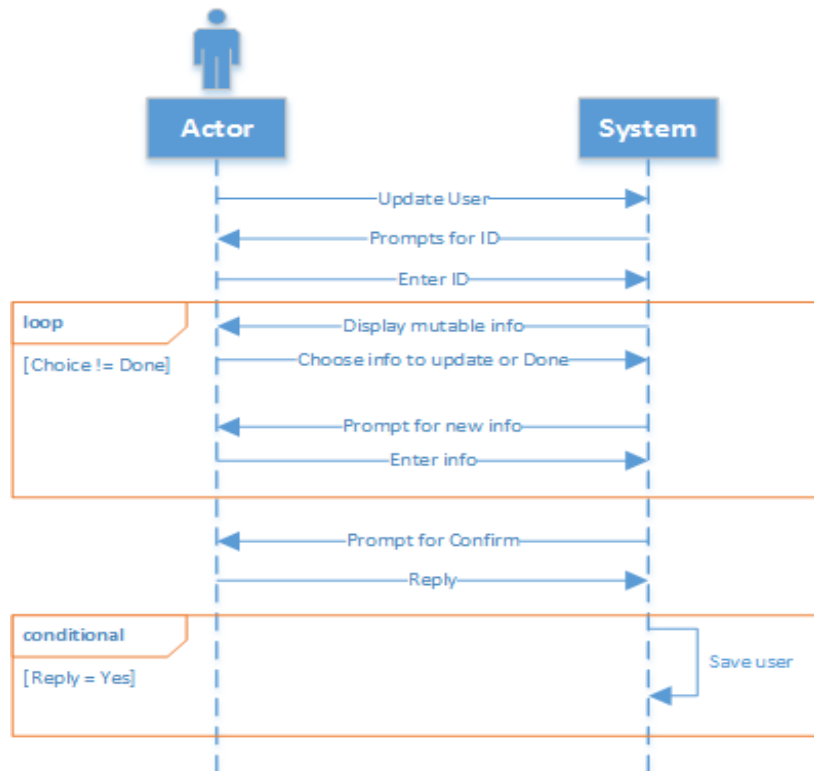 Actor
System
Update User
Prompts for ID
Enter ID
loop
Display mutable info
[Choice != Done]
Choose info to update or Done
Prompt for new info
Enter info
Prompt for Confirm
Reply
conditional
[Reply = Yes]
Save user